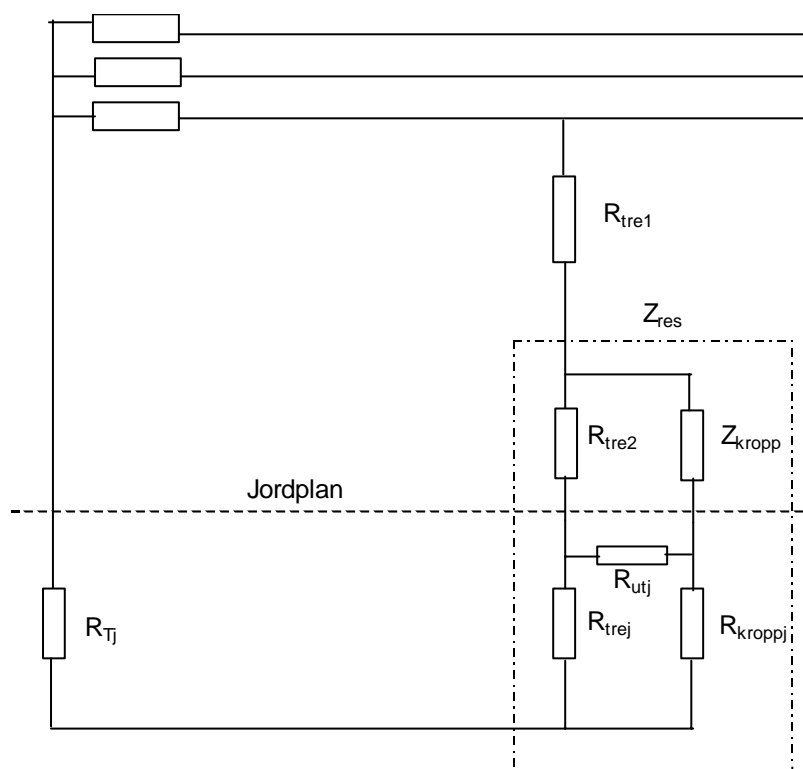 R_tre1
Z_res
R_tre2
Z_kropp
Jordplan
R_utj
R_Tj
R_trej
R_kroppj